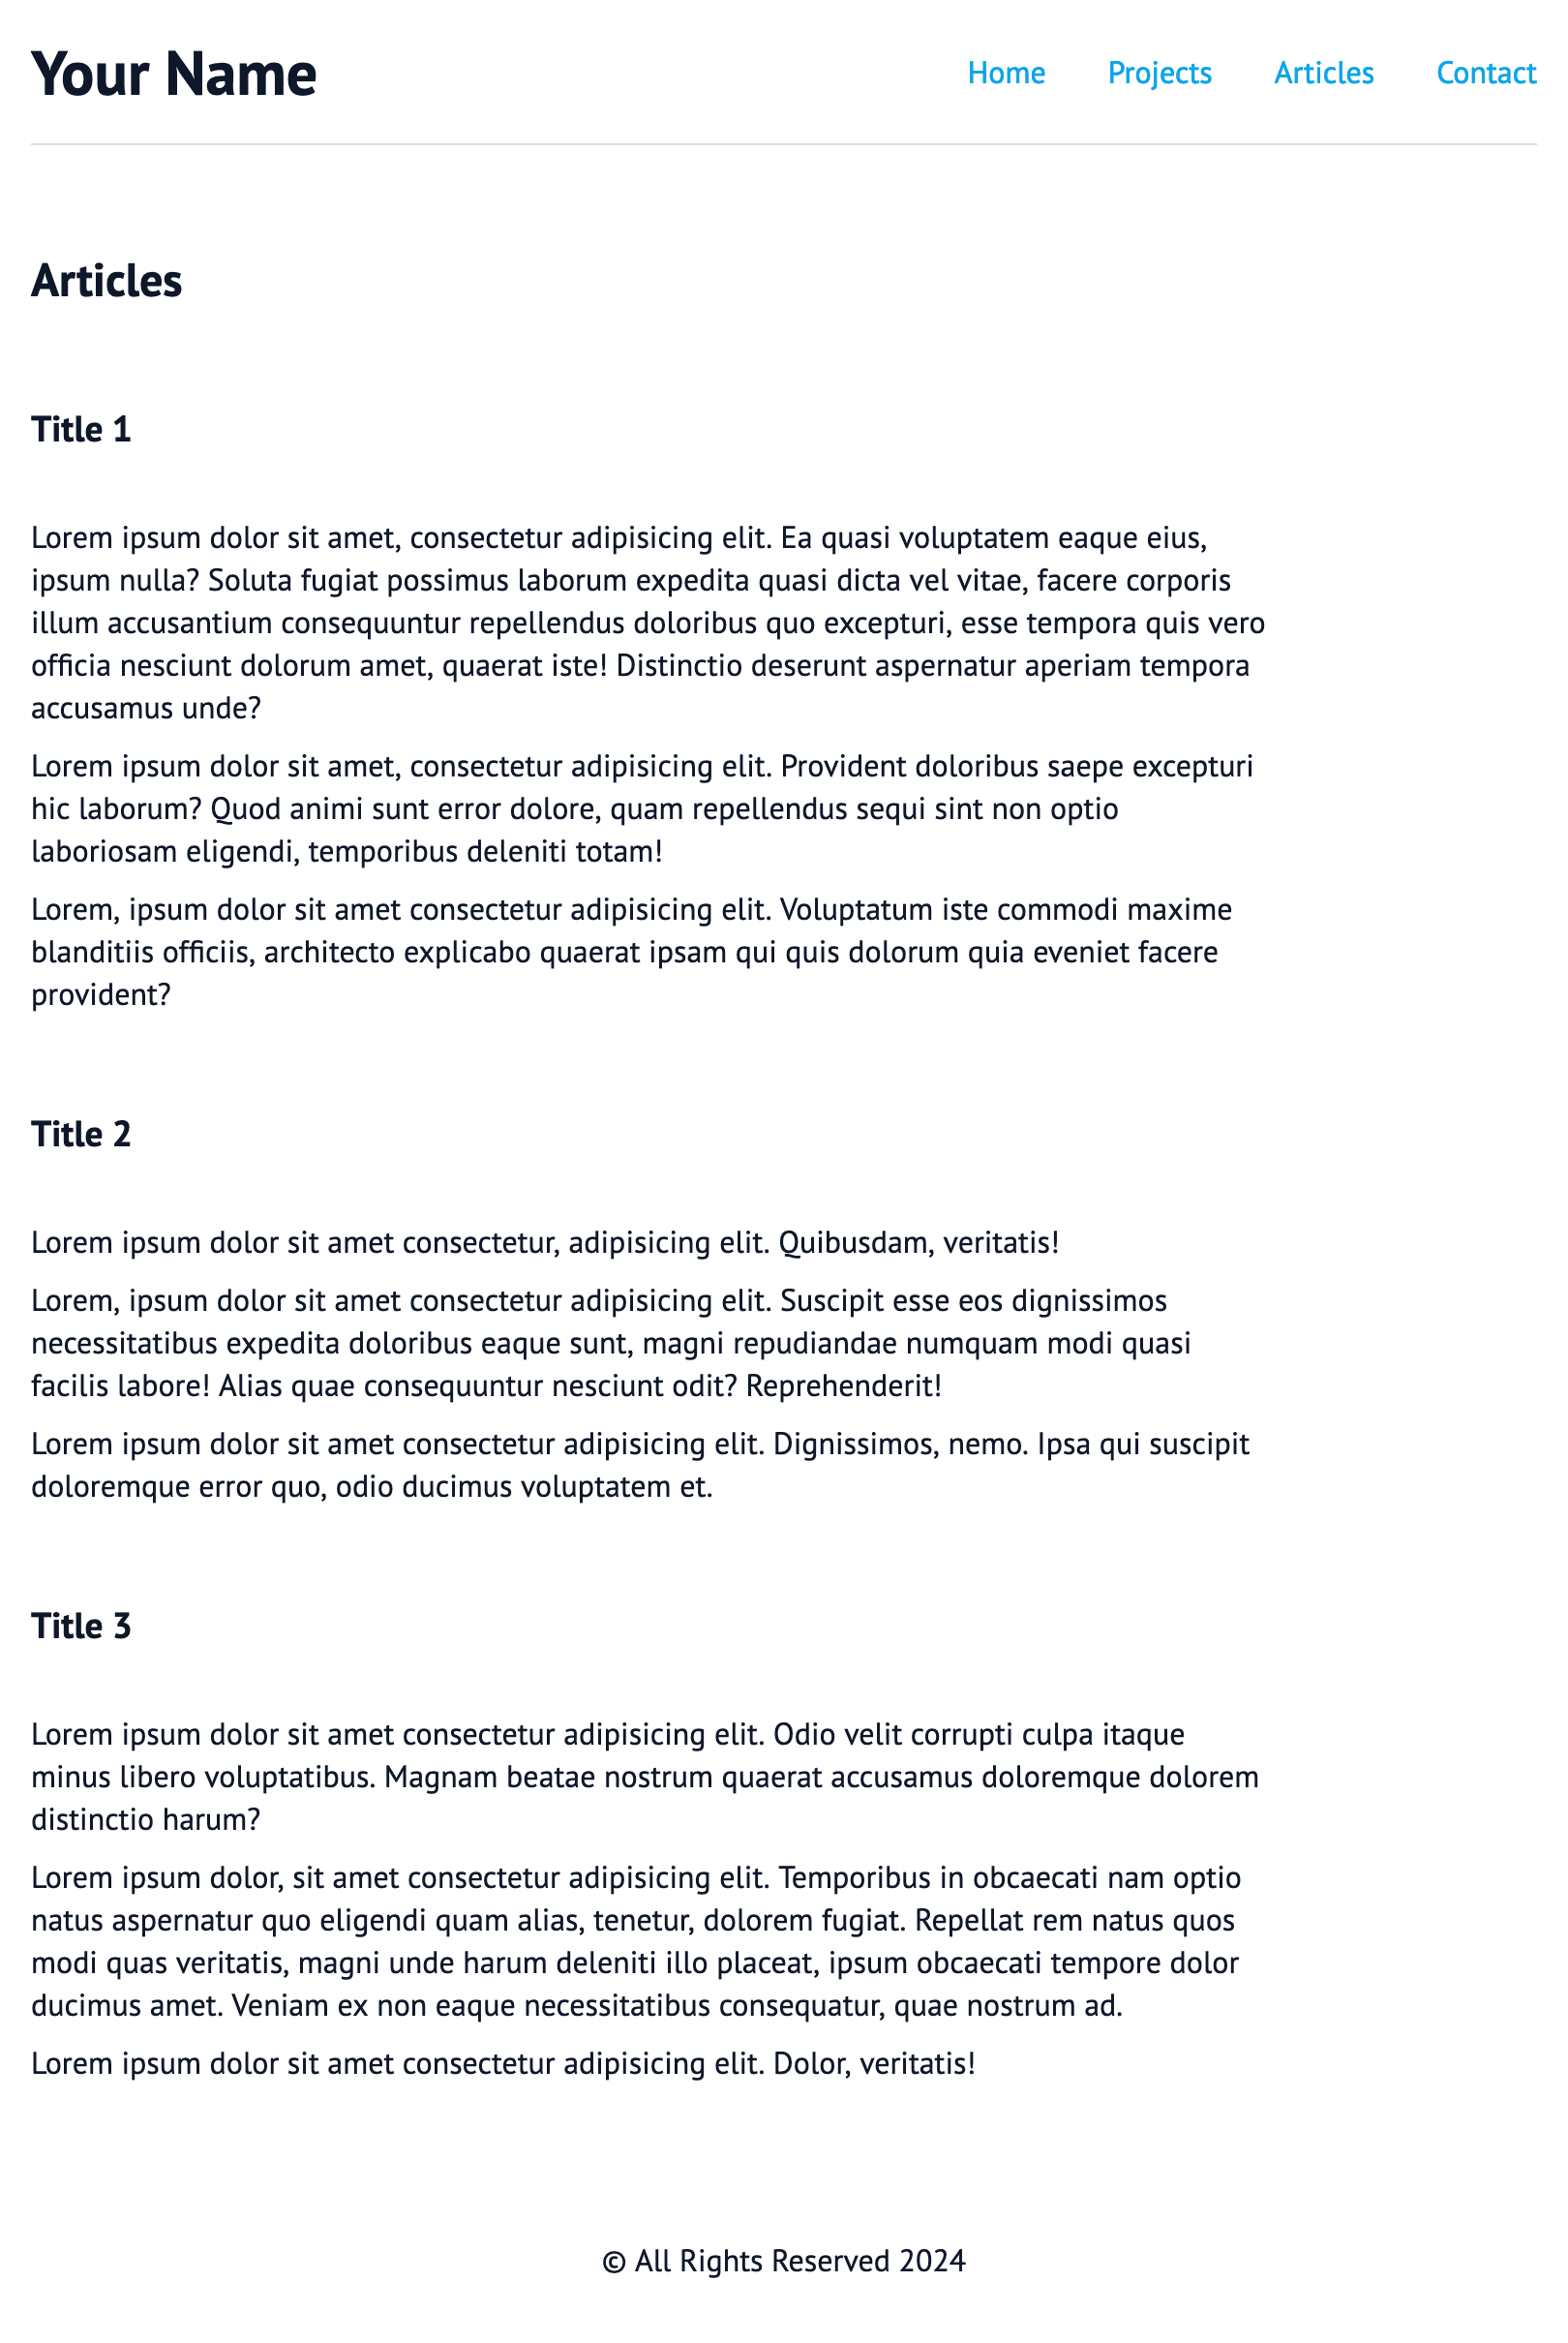 Your Name
Home Projects Articles Contact
Articles
Title 1
Lorem ipsum dolor sit amet, consectetur adipisicing elit. Ea quasi voluptatem eaque eius,
ipsum nulla? Soluta fugiat possimus laborum expedita quasi dicta vel vitae, facere corporis
illum accusantium consequuntur repellendus doloribus quo excepturi, esse tempora quis vero
officia nesciunt dolorum amet, quaerat iste! Distinctio deserunt aspernatur aperiam tempora
accusamus unde?
Lorem ipsum dolor sit amet, consectetur adipisicing elit. Provident doloribus saepe excepturi
hic laborum? Quod animi sunt error dolore, quam repellendus sequi sint non optio
laboriosam eligendi, temporibus deleniti totam!
Lorem, ipsum dolor sit amet consectetur adipisicing elit. Voluptatum iste commodi maxime
blanditiis officiis, architecto explicabo quaerat ipsam qui quis dolorum quia eveniet facere
provident?
Title 2
Lorem ipsum dolor sit amet consectetur, adipisicing elit. Quibusdam, veritatis!
Lorem, ipsum dolor sit amet consectetur adipisicing elit. Suscipit esse eos dignissimos
necessitatibus expedita doloribus eaque sunt, magni repudiandae numquam modi quasi
facilis labore! Alias quae consequuntur nesciunt odit? Reprehenderit!
Lorem ipsum dolor sit amet consectetur adipisicing elit. Dignissimos, nemo. Ipsa qui suscipit
doloremque error quo, odio ducimus voluptatem et.
Title 3
Lorem ipsum dolor sit amet consectetur adipisicing elit. Odio velit corrupti culpa itaque
minus libero voluptatibus. Magnam beatae nostrum quaerat accusamus doloremque dolorem
distinctio harum?
Lorem ipsum dolor, sit amet consectetur adipisicing elit. Temporibus in obcaecati nam optio
natus aspernatur quo eligendi quam alias, tenetur, dolorem fugiat. Repellat rem natus quos
modi quas veritatis, magni unde harum deleniti illo placeat, ipsum obcaecati tempore dolor
ducimus amet. Veniam ex non eaque necessitatibus consequatur, quae nostrum ad.
Lorem ipsum dolor sit amet consectetur adipisicing elit. Dolor, veritatis!
© All Rights Reserved 2024